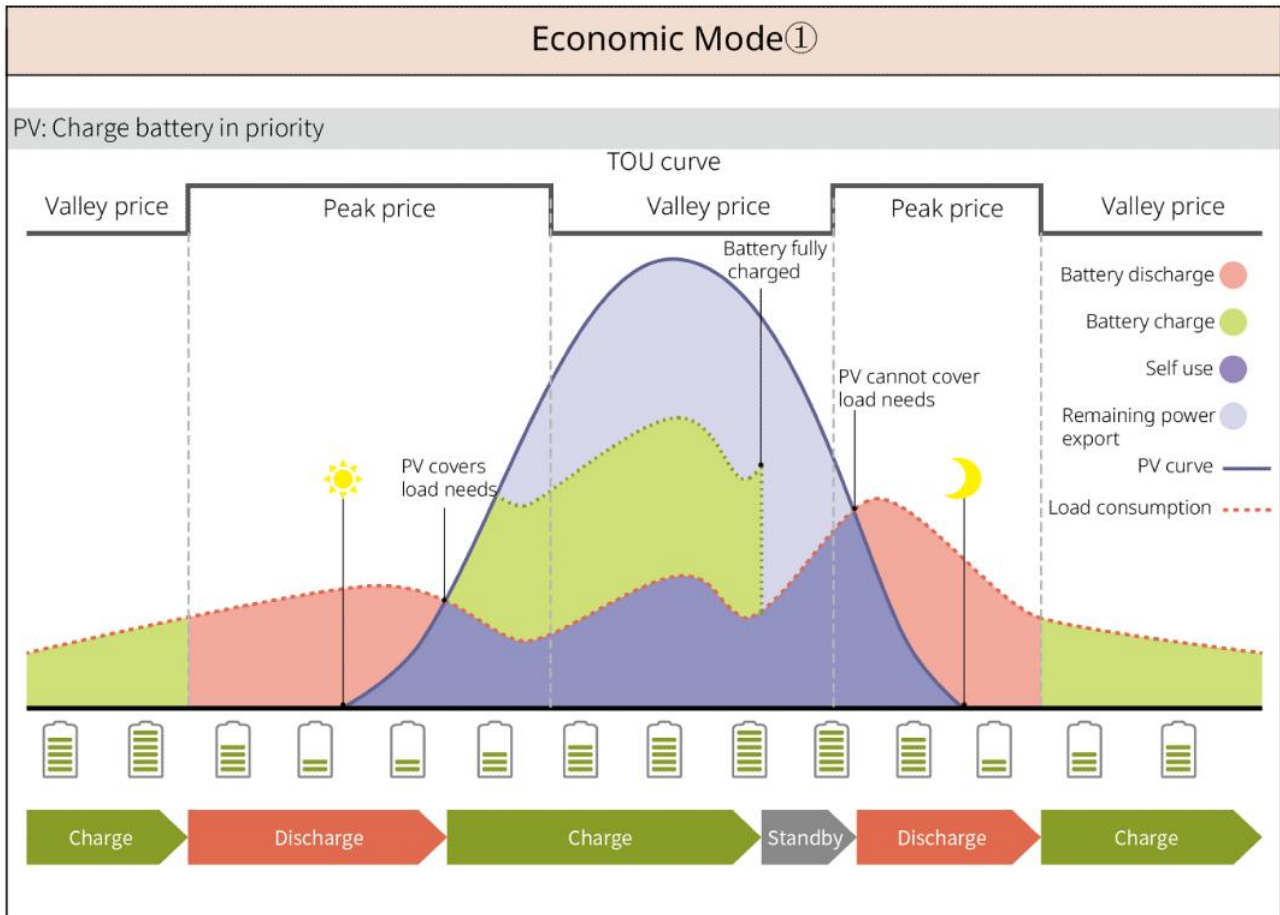 Economic Mode①
PV: Charge battery in priority
TOU curve
Valley price
Peak price
Valley price
Peak price
Valley price
Battery fully
charged
Battery discharge
Battery charge
Self use
Remaining power
export
PV curve
Load consumption
PV cannot cover
load needs
PV covers
load needs
Charge
Discharge
Charge
Standby
Discharge
Charge